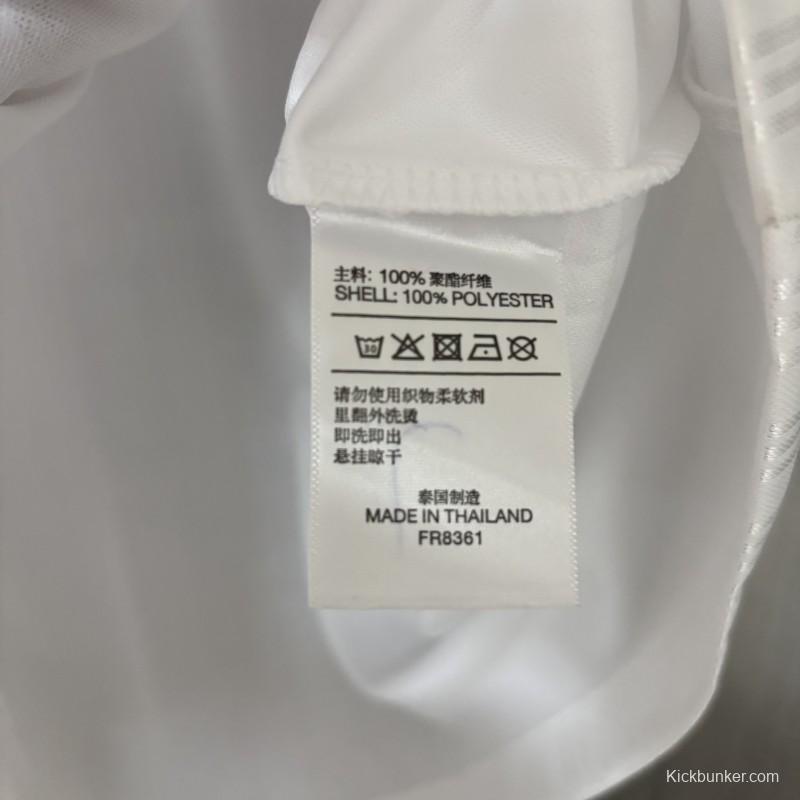 主料: 100% 聚酯纤维
SHELL: 100% POLYESTER
30
请勿使用织物柔软剂
里翻外洗烫
即洗即出
悬挂晾干
泰国制造
MADE IN THAILAND
FR8361
Kickbunker.com